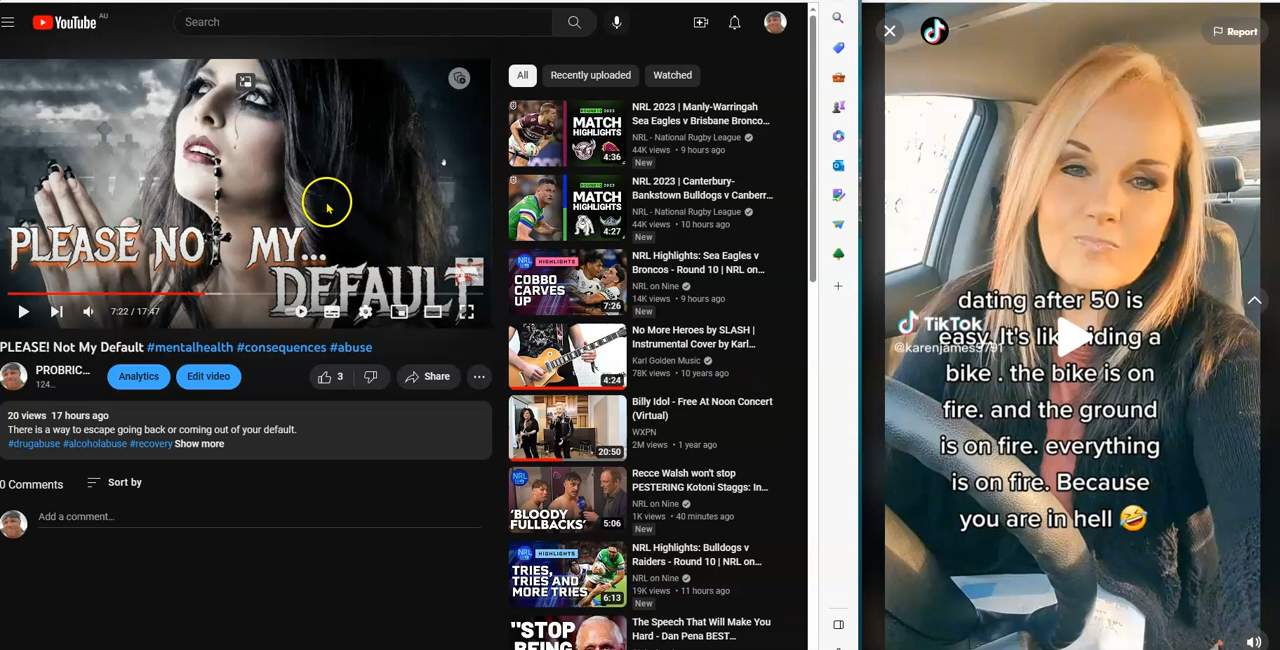 YouTube AU
Search
PLEASE NOT MY...
DEFAULT
7:22 / 17:47
PLEASE! Not My Default #mentalhealth #consequences #abuse
PROBRIC...
124...
Analytics
Edit video
3
Share
20 views 17 hours ago
There is a way to escape going back or coming out of your default.
#drugabuse #alcoholabuse #recovery Show more
0 Comments
Sort by
Add a comment...
All
Recently uploaded
Watched
MATCH
HIGHLIGHTS
4:36
NRL 2023 | Manly-Warringah
Sea Eagles v Brisbane Bronco...
NRL - National Rugby League
44K views • 9 hours ago
New
MATCH
HIGHLIGHTS
4:27
NRL 2023 | Canterbury-
Bankstown Bulldogs v Canberr...
NRL - National Rugby League
44K views • 10 hours ago
New
NRL HIGHLIGHTS
COBBO
CARVES
UP
7:26
NRL Highlights: Sea Eagles v
Broncos - Round 10 | NRL on...
NRL on Nine
14K views • 9 hours ago
New
4:24
No More Heroes by SLASH |
Instrumental Cover by Karl...
Karl Golden Music
78K views • 10 years ago
20:50
Billy Idol - Free At Noon Concert
(Virtual)
WXPN
2M views • 1 year ago
NRL
'BLOODY
FULLBACKS'
5:06
Recce Walsh won't stop
PESTERING Kotoni Staggs: In...
NRL on Nine
1K views • 40 minutes ago
New
NRL HIGHLIGHTS
TRIES,
TRIES AND
MORE TRIES
6:13
NRL Highlights: Bulldogs v
Raiders - Round 10 | NRL on...
NRL on Nine
19K views • 11 hours ago
New
"STOP
BEING
The Speech That Will Make You
Hard - Dan Pena BEST...
Report
TikTok
@karenjames9791
dating after 50 is
easy. It's like riding a
bike . the bike is on
fire. and the ground
is on fire. everything
is on fire. Because
you are in hell 🤣